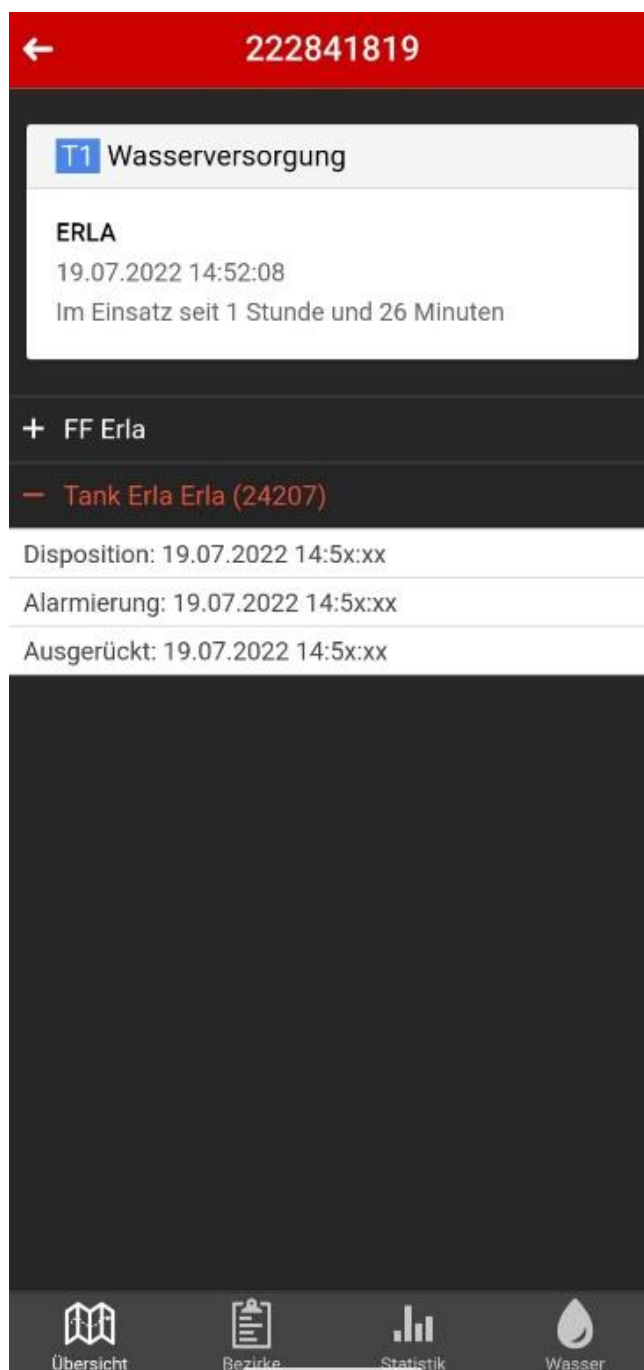 222841819
T1 Wasserversorgung
ERLA
19.07.2022 14:52:08
Im Einsatz seit 1 Stunde und 26 Minuten
+ FF Erla
− Tank Erla Erla (24207)
Disposition: 19.07.2022 14:5x:xx
Alarmierung: 19.07.2022 14:5x:xx
Ausgerückt: 19.07.2022 14:5x:xx
Übersicht Bezirke Statistik Wasser